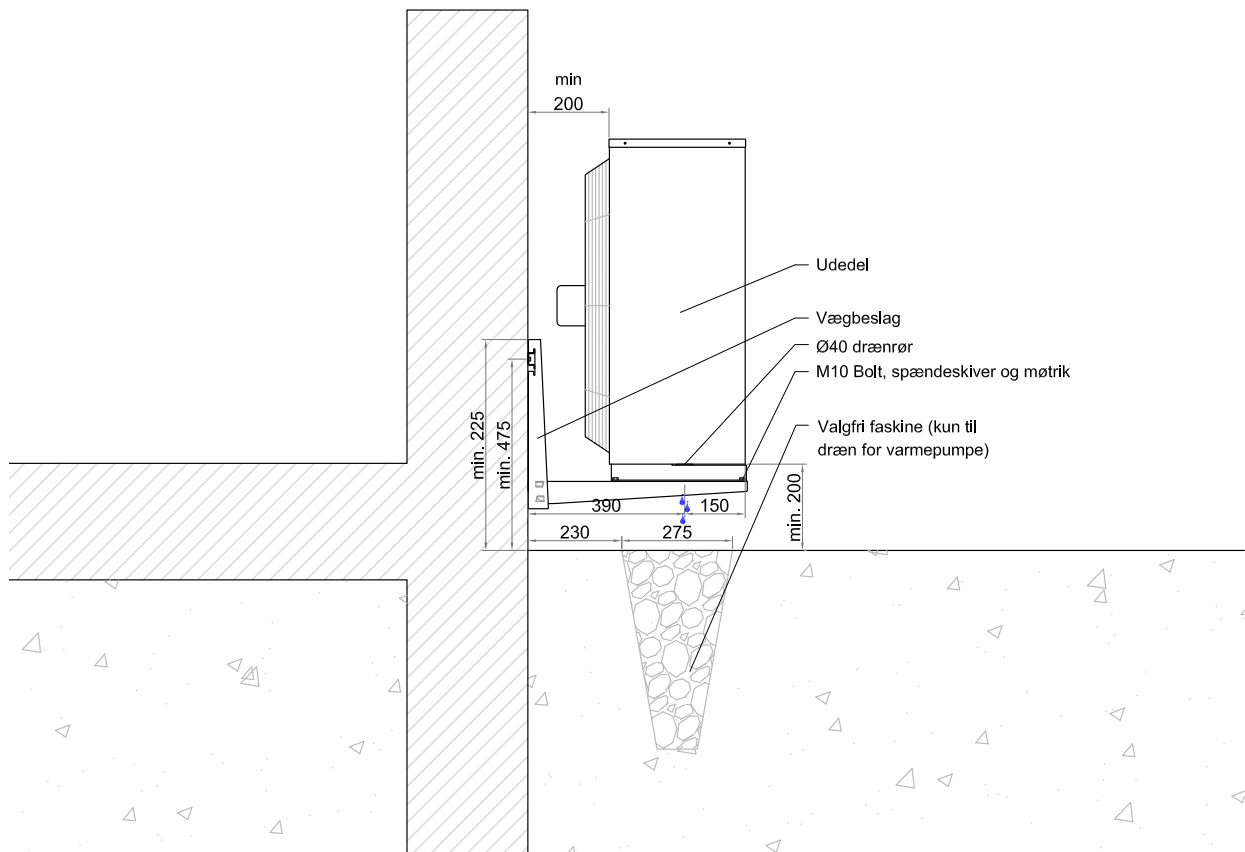 min
200
Udedel
Vægbeslag
Ø40 drænrør
M10 Bolt, spændeskiver og møtrik
Valgfri faskine (kun til
dræn for varmepumpe)
min. 225
min. 475
390
150
min. 200
230
275